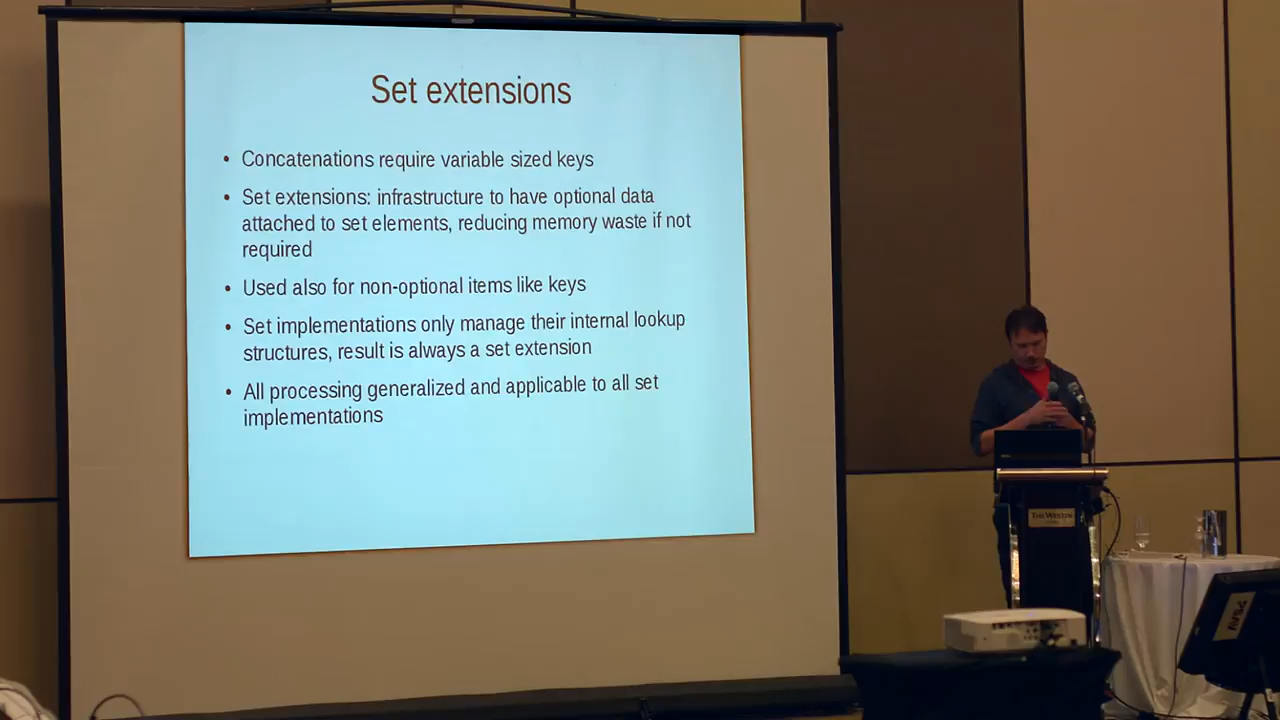 Set extensions
• Concatenations require variable sized keys
• Set extensions: infrastructure to have optional data
attached to set elements, reducing memory waste if not
required
• Used also for non-optional items like keys
• Set implementations only manage their internal lookup
structures, result is always a set extension
• All processing generalized and applicable to all set
implementations
THE WESTIN
PSAV